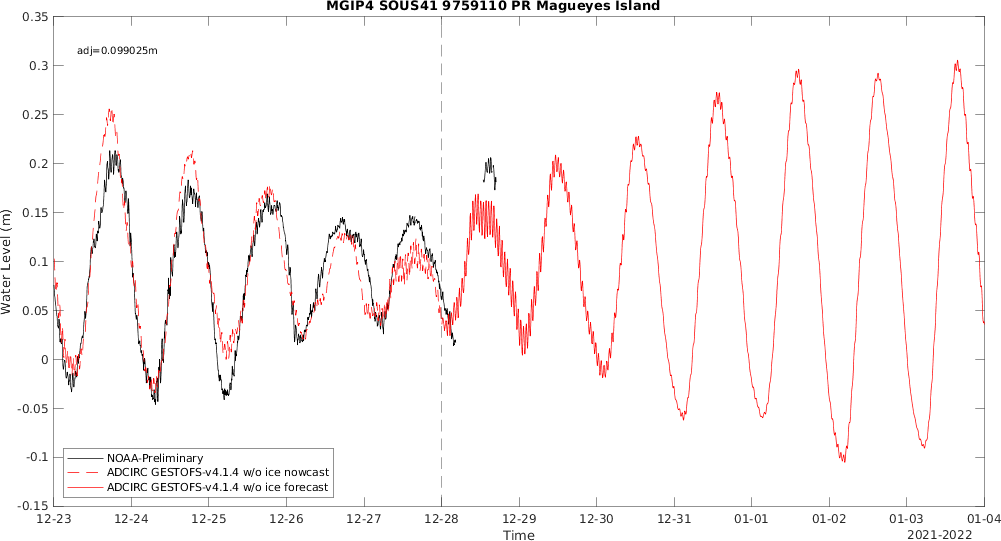 MGIP4 SOUS41 9759110 PR Magueyes Island
adj=0.099025m
0.35
0.3
0.25
0.2
0.15
0.1
0.05
0
-0.05
-0.1
-0.15
Water Level (m)
NOAA-Preliminary
ADCIRC GESTOFS-v4.1.4 w/o ice nowcast
ADCIRC GESTOFS-v4.1.4 w/o ice forecast
12-23 12-24 12-25 12-26 12-27 12-28 12-29 12-30 12-31 01-01 01-02 01-03 01-04
Time
2021-2022